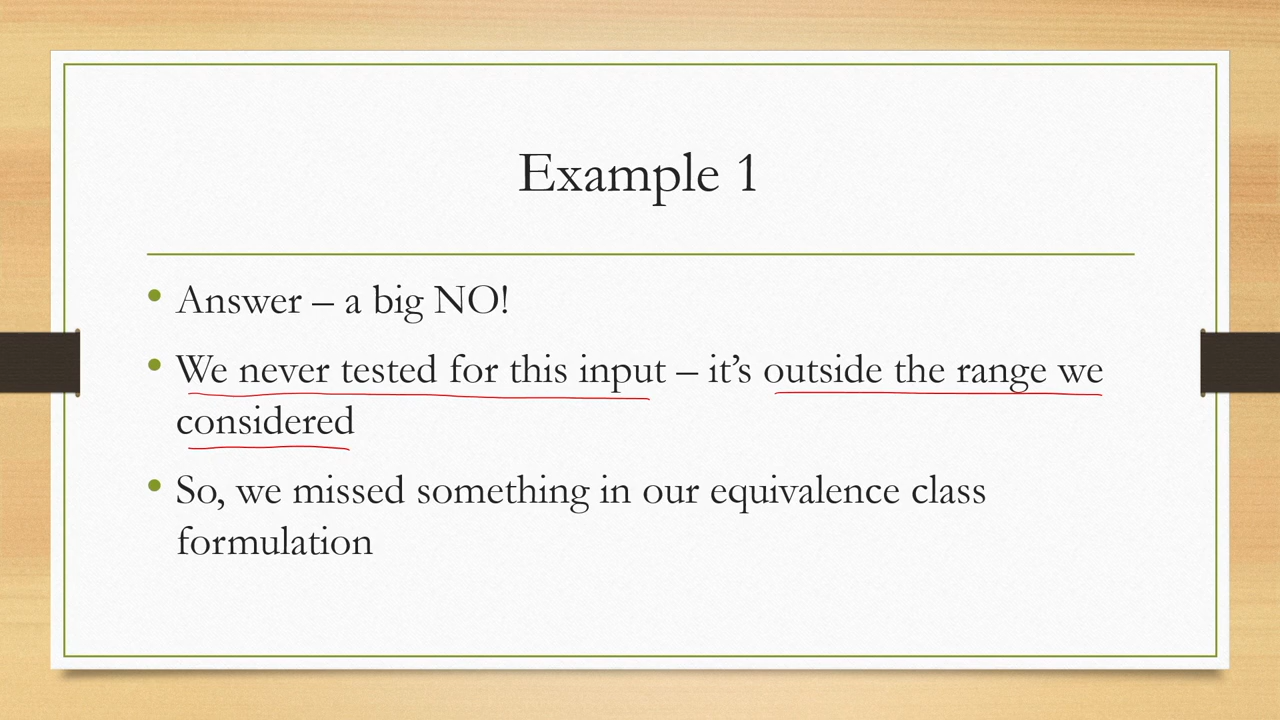 Example 1
• Answer – a big NO!
• We never tested for this input – it’s outside the range we
considered
• So, we missed something in our equivalence class
formulation